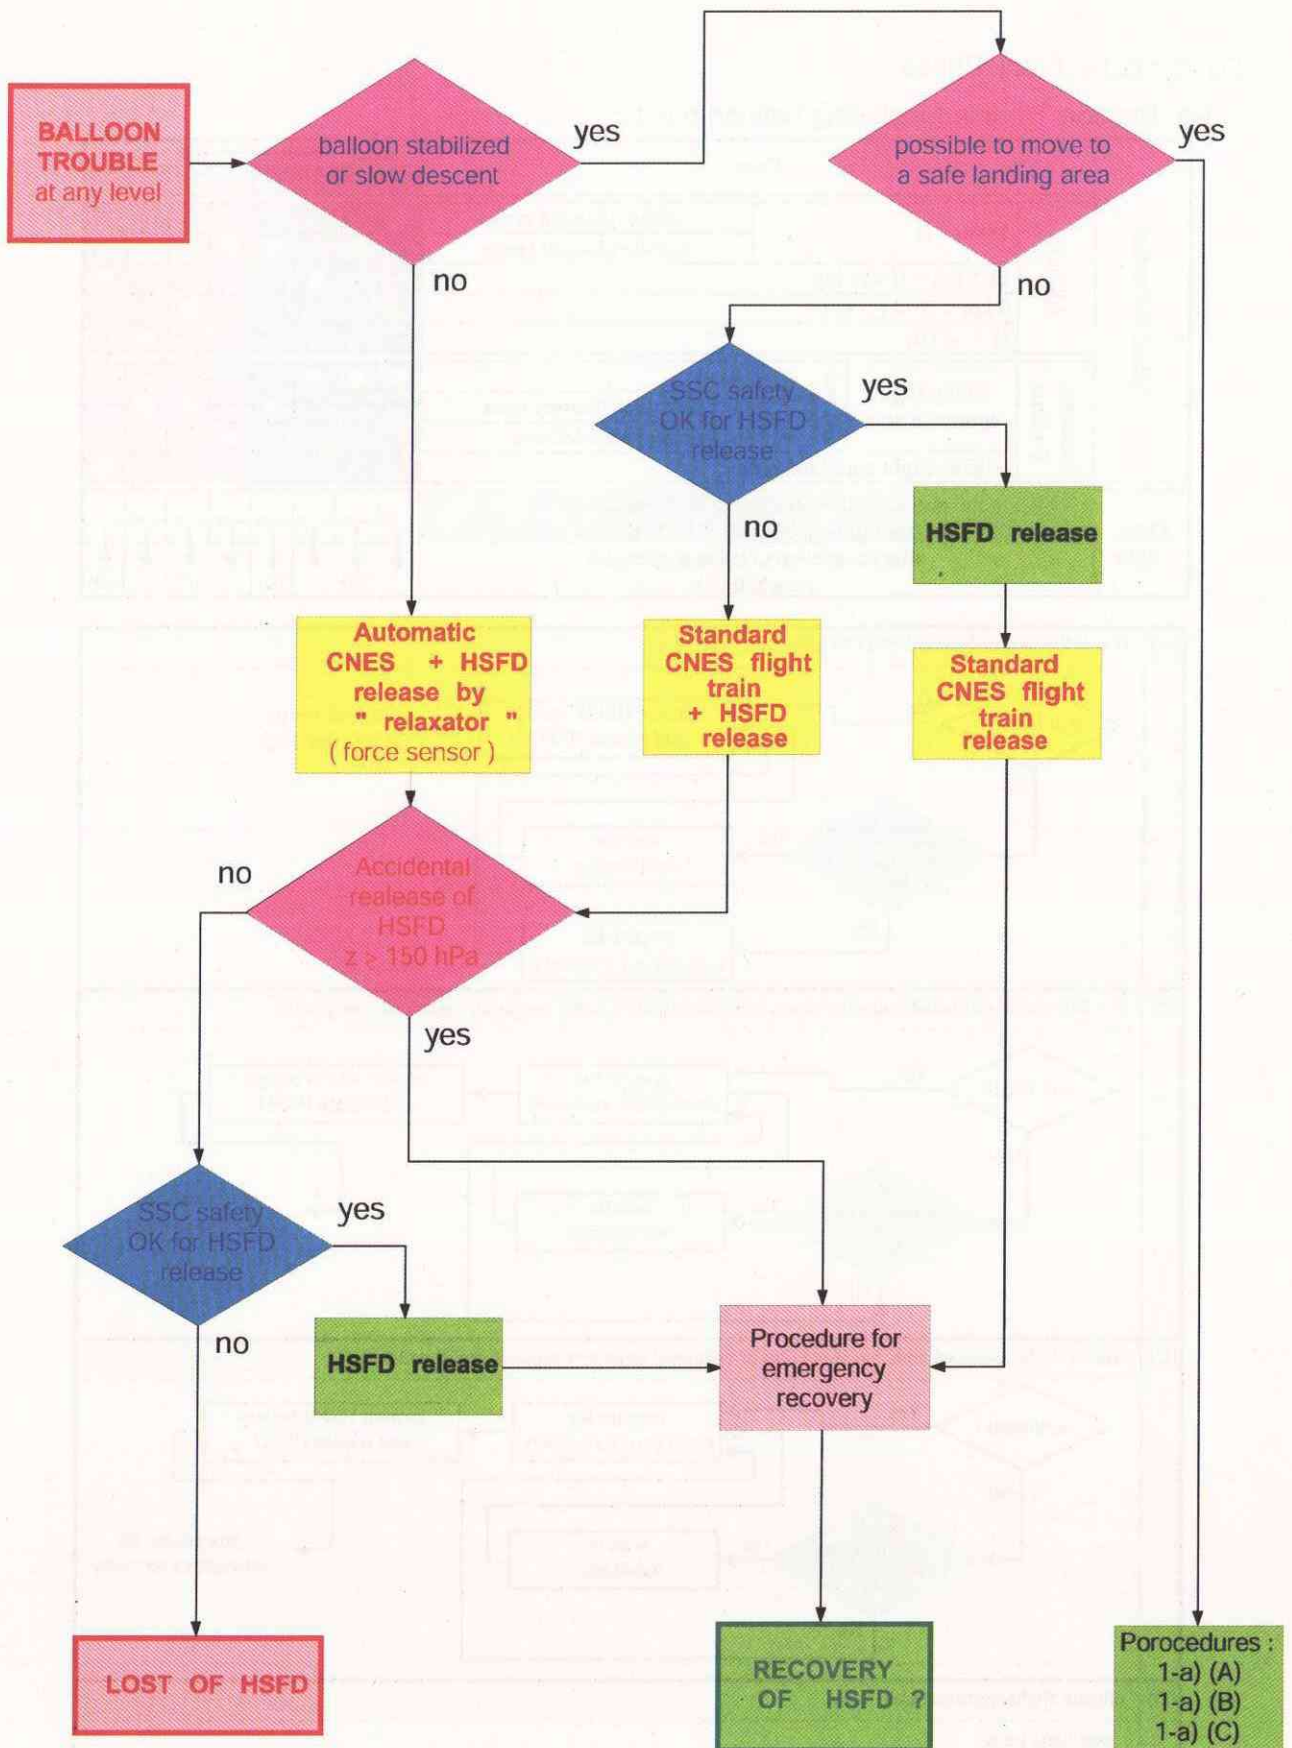 BALLOON
TROUBLE
at any level
balloon stabilized
or slow descent
yes
no
possible to move to
a safe landing area
yes
no
SSC safety
OK for HSFD
release
yes
no
HSFD release
Automatic
CNES + HSFD
release by
" relaxator "
( force sensor )
Standard
CNES flight
train
+ HSFD
release
Standard
CNES flight
train
release
Accidental
realease of
HSFD
z > 150 hPa
no
yes
SSC safety
OK for HSFD
release
yes
no
HSFD release
Procedure for
emergency
recovery
LOST OF HSFD
RECOVERY
OF HSFD ?
Porocedures :
1-a) (A)
1-a) (B)
1-a) (C)